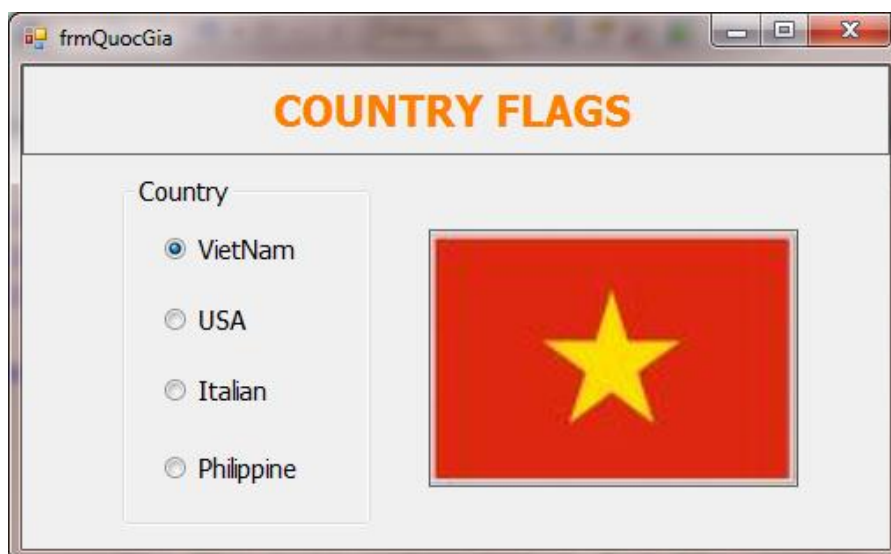 frmQuocGia
COUNTRY FLAGS
Country
VietNam
USA
Italian
Philippine